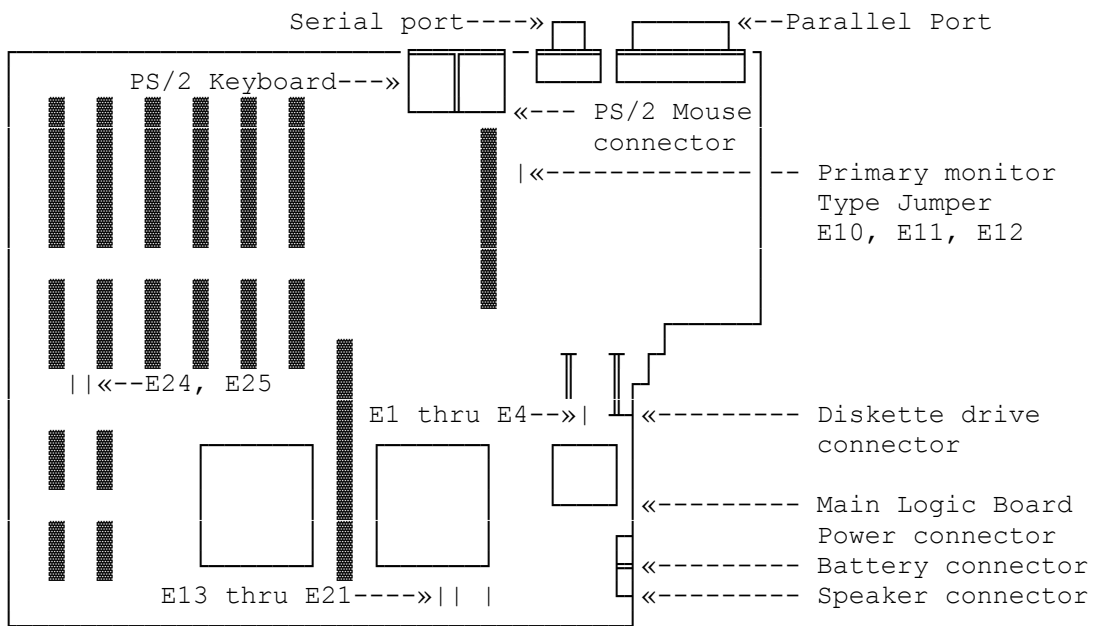 Serial port----» «--Parallel Port
PS/2 Keyboard---»
«--- PS/2 Mouse
connector
|«-------------- -- Primary monitor
Type Jumper
E10, E11, E12
||«--E24, E25
E1 thru E4--»| «--------- Diskette drive
connector
«--------- Main Logic Board
Power connector
«--------- Battery connector
E13 thru E21----»|| | «--------- Speaker connector